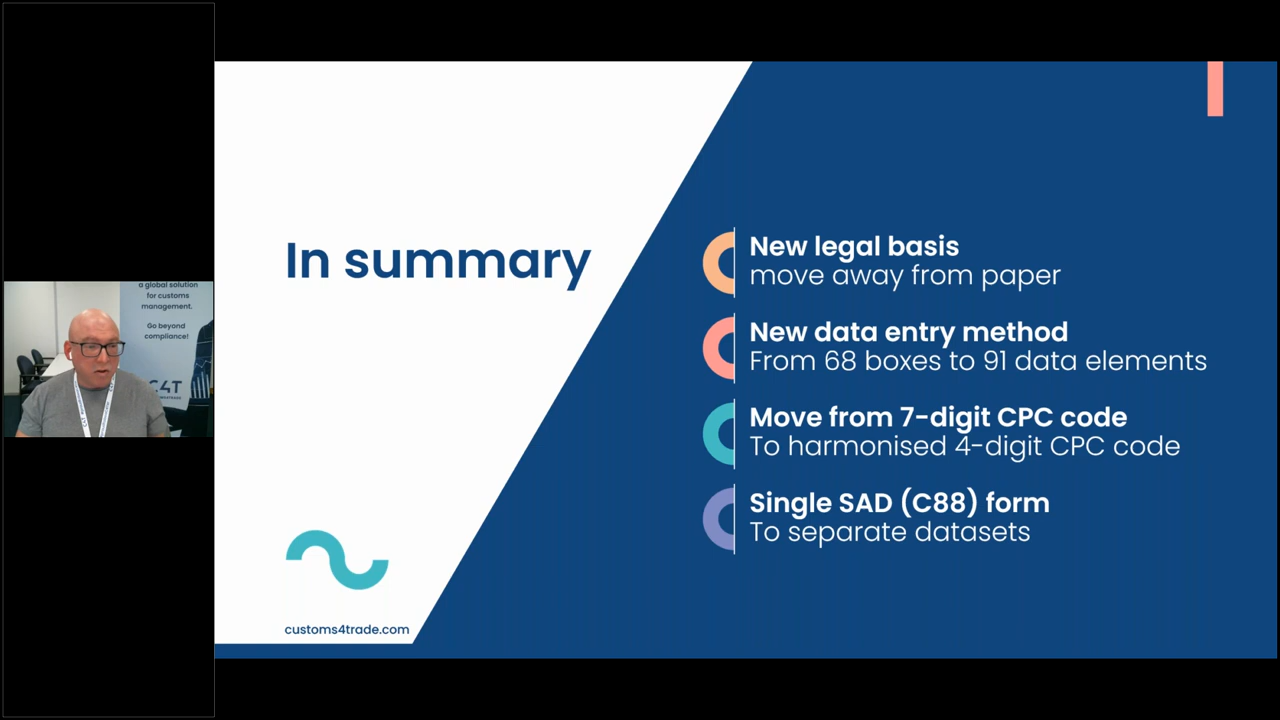 a global solution
for customs
management.
Go beyond
compliance!
C4T
In summary
New legal basis
move away from paper
New data entry method
From 68 boxes to 91 data elements
Move from 7-digit CPC code
To harmonised 4-digit CPC code
Single SAD (C88) form
To separate datasets
customs4trade.com